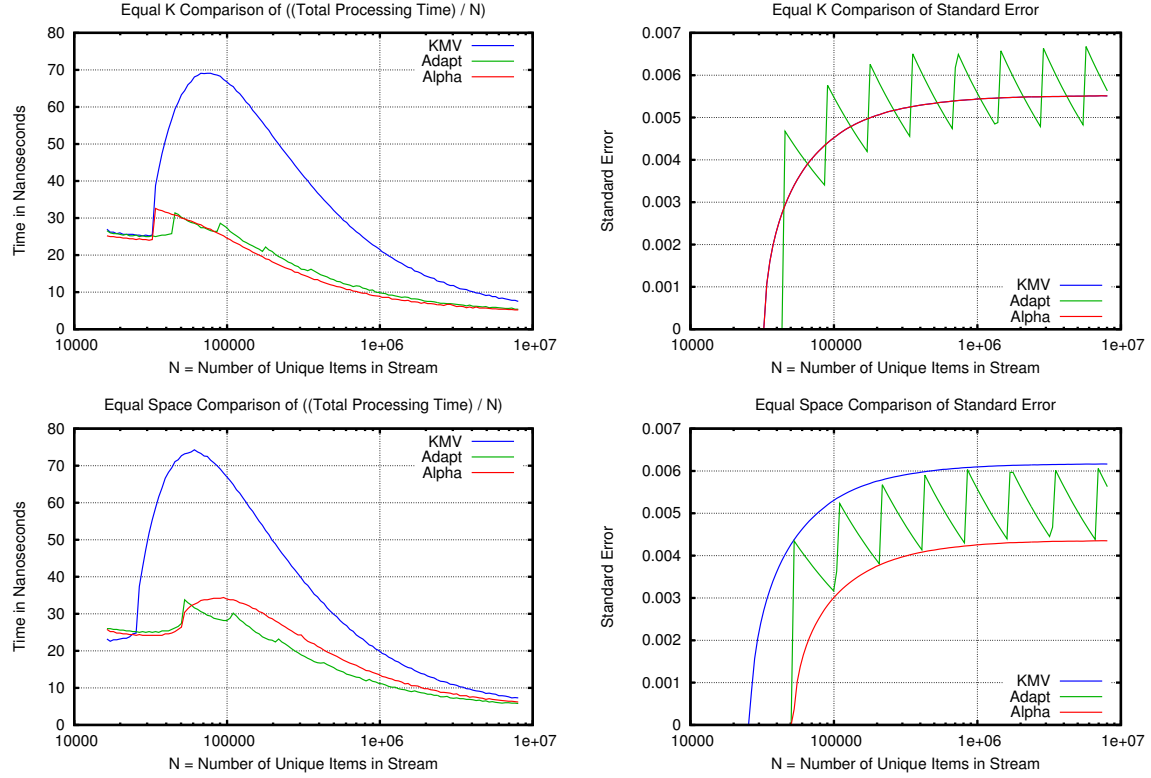 Equal K Comparison of ((Total Processing Time) / N)
80
70
60
50
40
30
20
10
0
Time in Nanoseconds
KMV
Adapt
Alpha
10000
100000
1e+06
1e+07
N = Number of Unique Items in Stream
Equal K Comparison of Standard Error
0.007
0.006
0.005
0.004
0.003
0.002
0.001
0
Standard Error
KMV
Adapt
Alpha
10000
100000
1e+06
1e+07
N = Number of Unique Items in Stream
Equal Space Comparison of ((Total Processing Time) / N)
80
70
60
50
40
30
20
10
0
Time in Nanoseconds
KMV
Adapt
Alpha
10000
100000
1e+06
1e+07
N = Number of Unique Items in Stream
Equal Space Comparison of Standard Error
0.007
0.006
0.005
0.004
0.003
0.002
0.001
0
Standard Error
KMV
Adapt
Alpha
10000
100000
1e+06
1e+07
N = Number of Unique Items in Stream